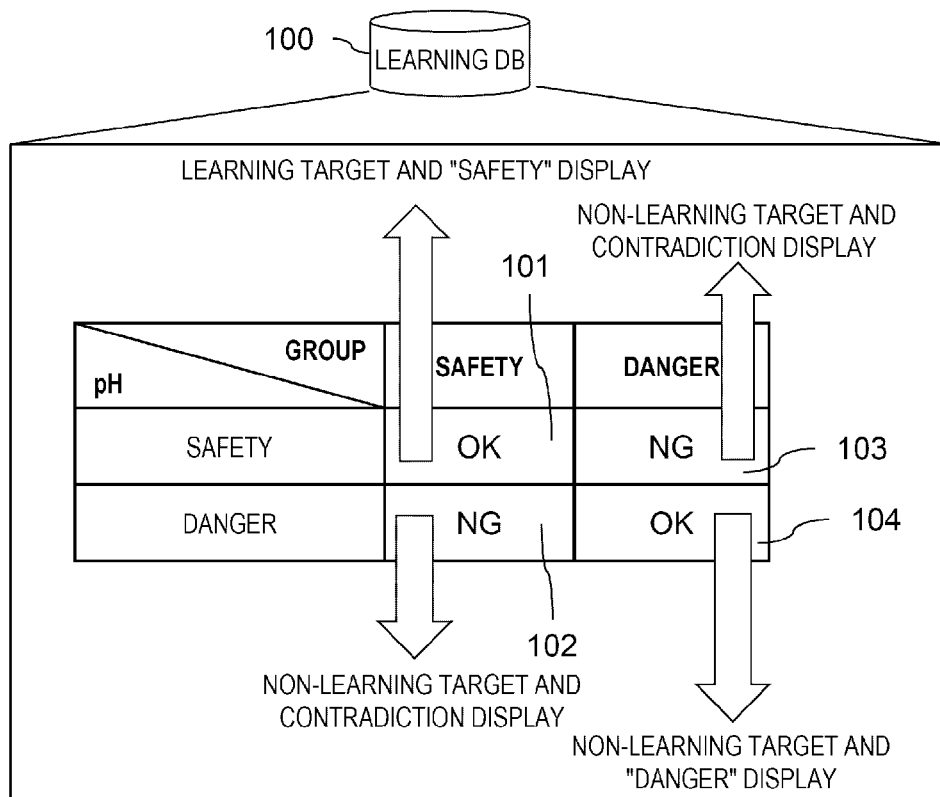 100
LEARNING DB
LEARNING TARGET AND "SAFETY" DISPLAY
NON-LEARNING TARGET AND
CONTRADICTION DISPLAY
101
GROUP
pH
SAFETY
DANGER
SAFETY
OK
NG
103
DANGER
NG
OK
104
102
NON-LEARNING TARGET AND
CONTRADICTION DISPLAY
NON-LEARNING TARGET AND
"DANGER" DISPLAY